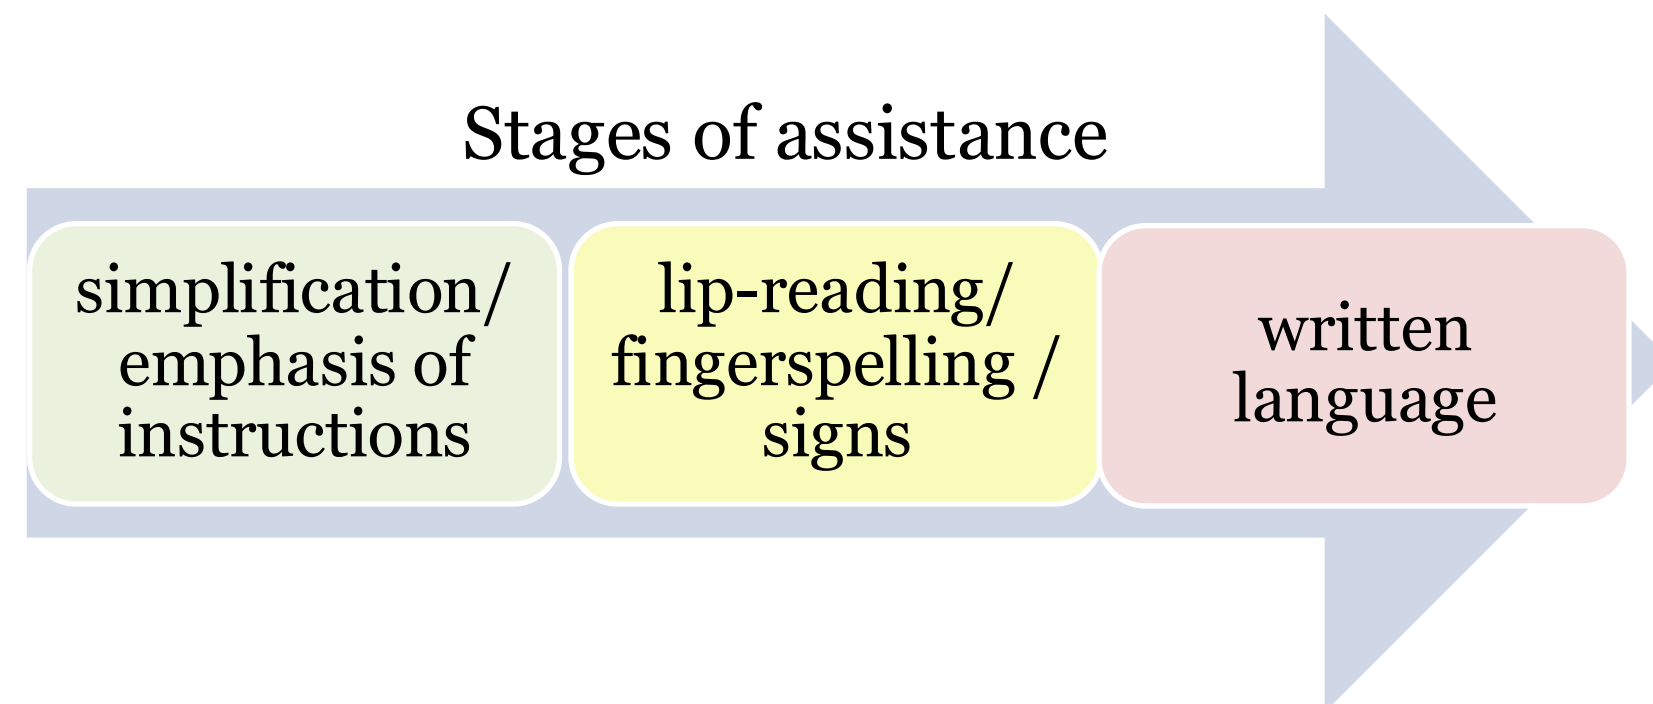 Stages of assistance
simplification/
emphasis of
instructions
lip-reading/
fingerspelling /
signs
written
language